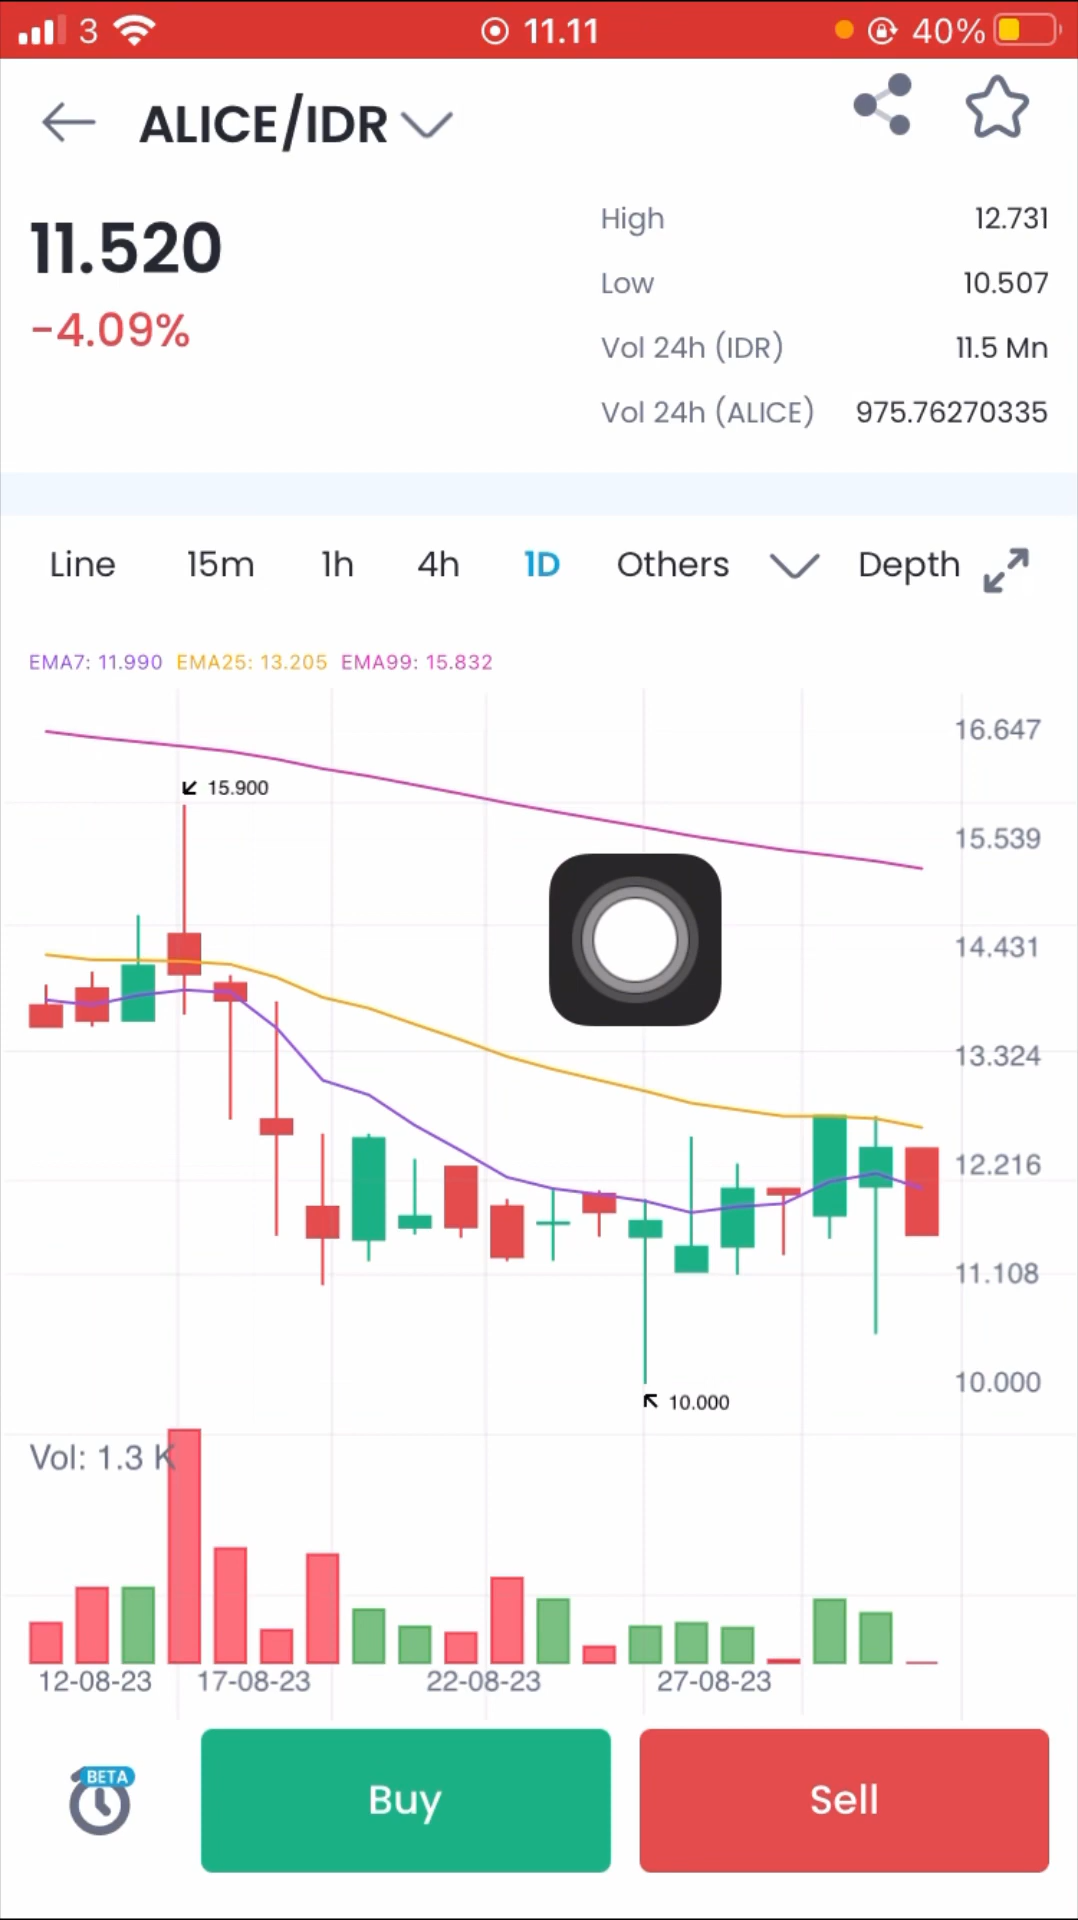 3 11.11 40%
ALICE/IDR
11.520
-4.09%
High 12.731
Low 10.507
Vol 24h (IDR) 11.5 Mn
Vol 24h (ALICE) 975.76270335
Line 15m 1h 4h 1D Others Depth
EMA7: 11.990 EMA25: 13.205 EMA99: 15.832
16.647
15.900
15.539
14.431
13.324
12.216
11.108
10.000
10.000
Vol: 1.3 K
12-08-23 17-08-23 22-08-23 27-08-23
BETA
Buy
Sell